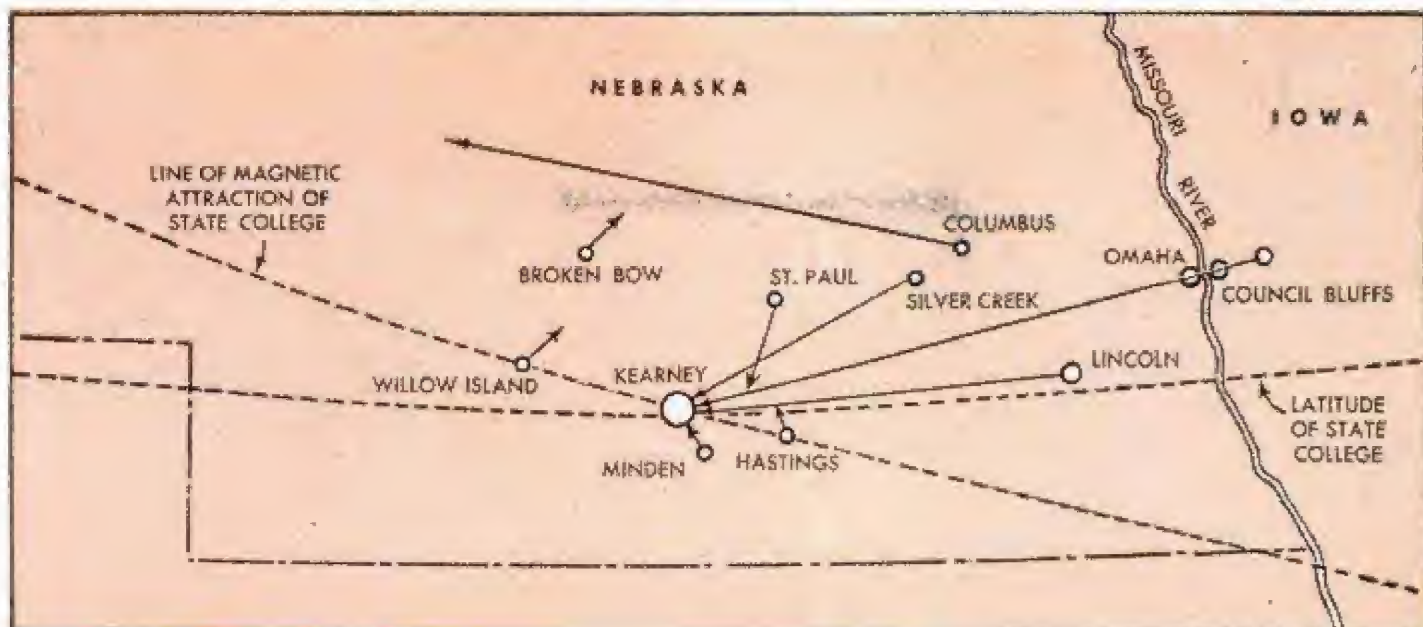 NEBRASKA
IOWA
MISSOURI
RIVER
LINE OF MAGNETIC
ATTRACTION OF
STATE COLLEGE
COLUMBUS
BROKEN BOW
ST. PAUL
SILVER CREEK
OMAHA
COUNCIL BLUFFS
WILLOW ISLAND
KEARNEY
LINCOLN
MINDEN
HASTINGS
LATITUDE
OF STATE
COLLEGE